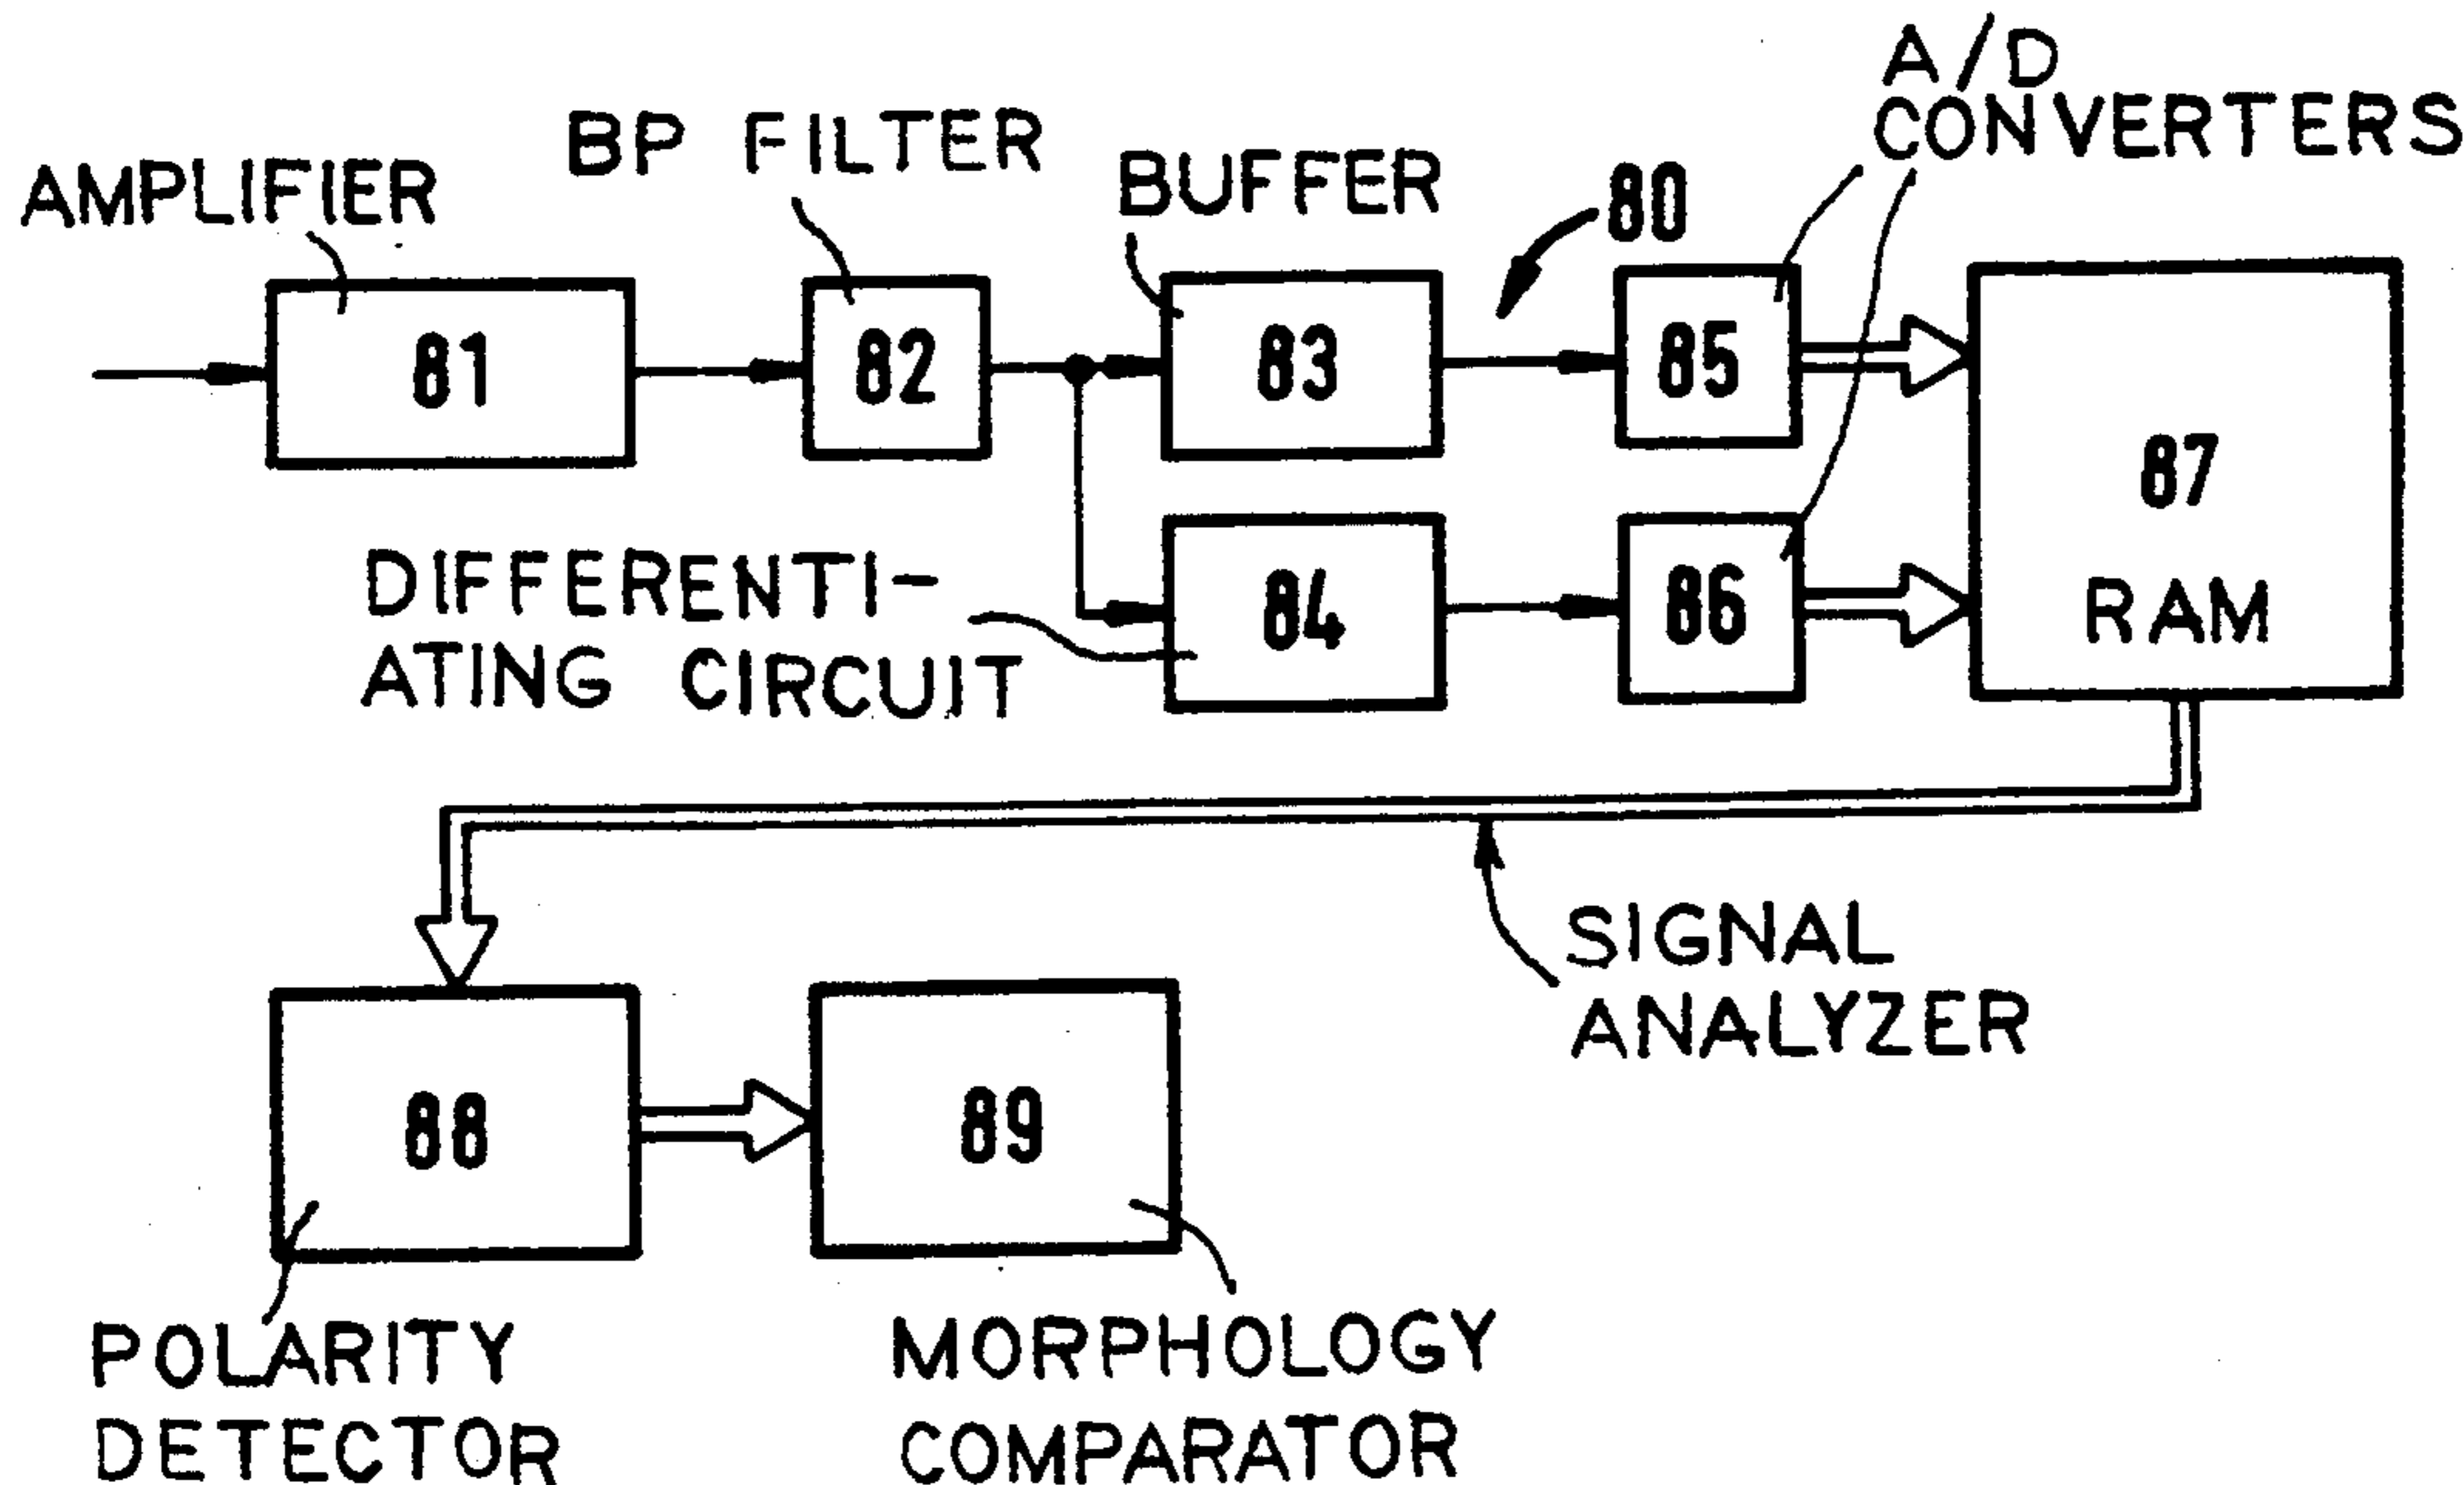 A/D
CONVERTERS
BP FILTER
AMPLIFIER
BUFFER
80
81
82
83
85
87
RAM
DIFFERENTI-
ATING CIRCUIT
84
86
SIGNAL
ANALYZER
88
89
POLARITY
DETECTOR
MORPHOLOGY
COMPARATOR